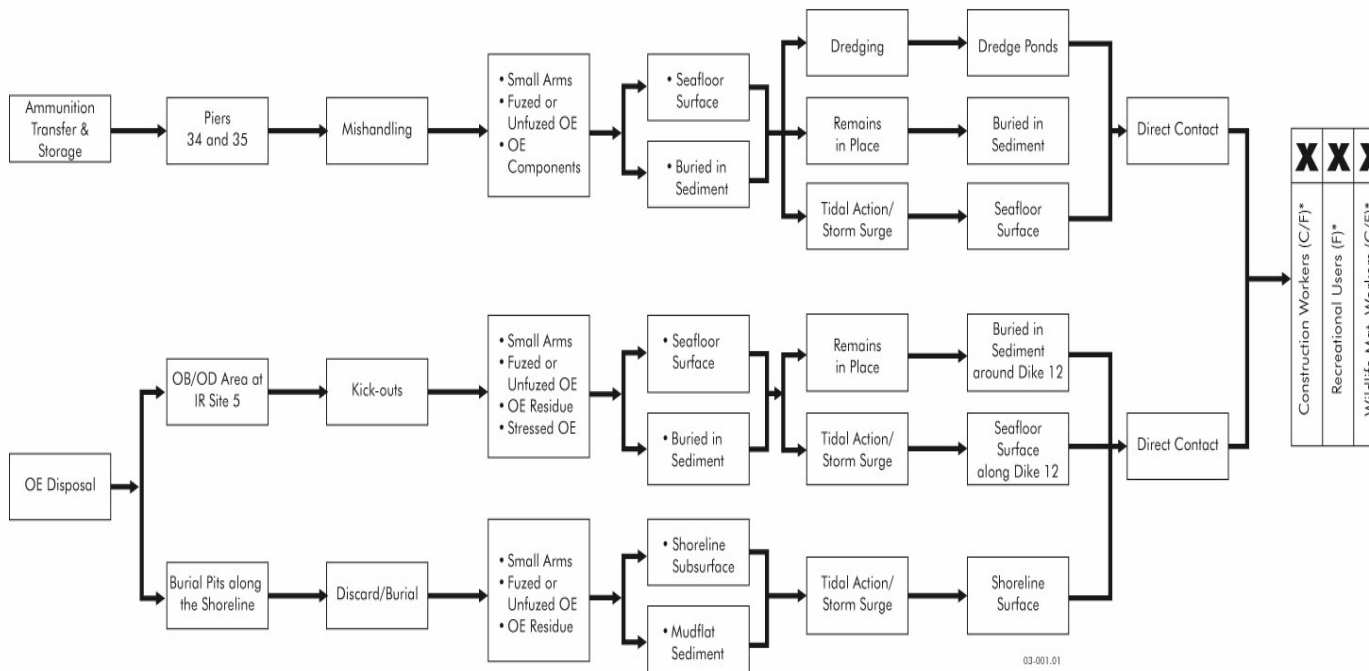 Ammunition
Transfer &
Storage
Piers
34 and 35
Mishandling
• Small Arms
• Fuzed or
Unfuzed OE
• OE
Components
• Seafloor
Surface
• Buried in
Sediment
Dredging
Dredge Ponds
Remains
in Place
Buried in
Sediment
Tidal Action/
Storm Surge
Seafloor
Surface
Direct Contact
OE Disposal
OB/OD Area at
IR Site 5
Kick-outs
• Small Arms
• Fuzed or
Unfuzed OE
• OE Residue
• Stressed OE
• Seafloor
Surface
• Buried in
Sediment
Remains
in Place
Buried in
Sediment
around Dike 12
Tidal Action/
Storm Surge
Seafloor
Surface
along Dike 12
Direct Contact
Burial Pits along
the Shoreline
Discard/Burial
• Small Arms
• Fuzed or
Unfuzed OE
• OE Residue
• Shoreline
Subsurface
• Mudflat
Sediment
Tidal Action/
Storm Surge
Shoreline
Surface
X X
Construction Workers (C/F)*
Recreational Users (F)*
03-001.01